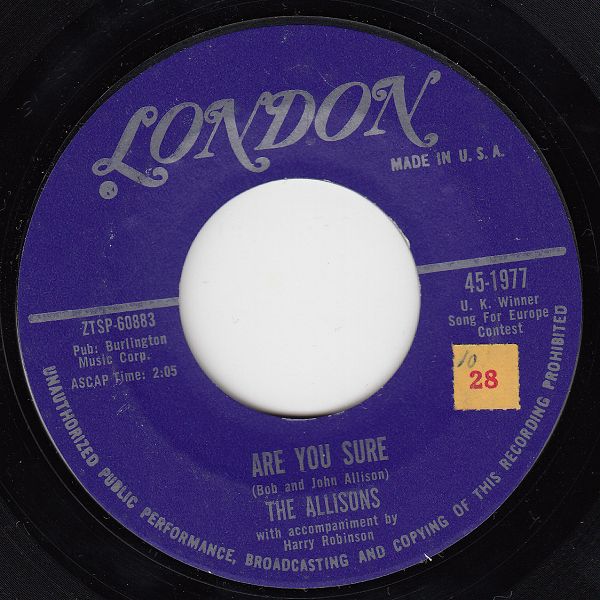 LONDON
MADE IN U. S. A.
ZTSP-60883
Pub: Burlington
Music Corp.
ASCAP Time: 2:05
45-1977
U. K. Winner
Song For Europe
Contest
10
28
ARE YOU SURE
(Bob and John Allison)
THE ALLISONS
with accompaniment by
Harry Robinson
UNAUTHORIZED PUBLIC PERFORMANCE, BROADCASTING AND COPYING OF THIS RECORDING PROHIBITED